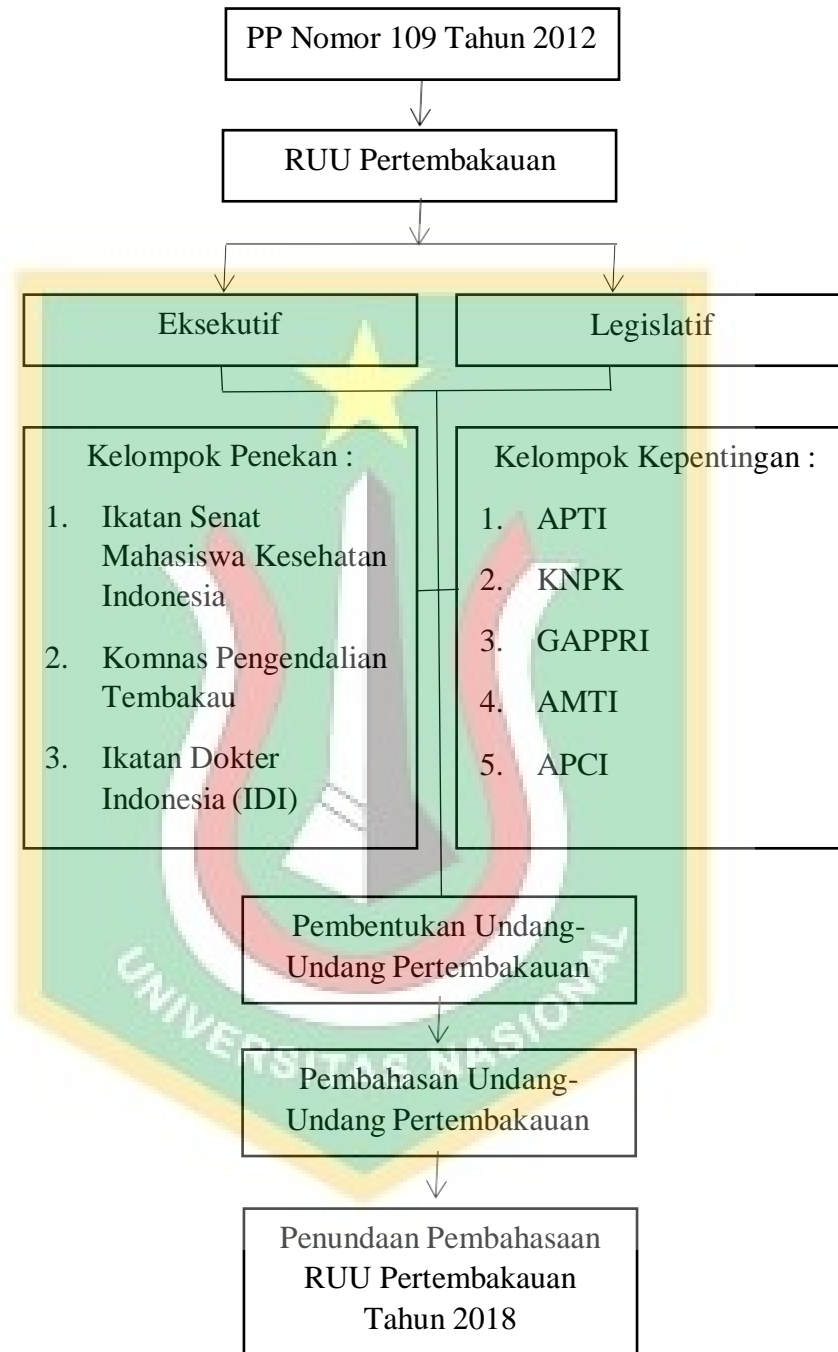 PP Nomor 109 Tahun 2012
RUU Pertembakauan
Eksekutif
Legislatif
Kelompok Penekan :
1. Ikatan Senat
Mahasiswa Kesehatan
Indonesia
2. Komnas Pengendalian
Tembakau
3. Ikatan Dokter
Indonesia (IDI)
Kelompok Kepentingan :
1. APTI
2. KNPK
3. GAPPRI
4. AMTI
5. APCI
Pembentukan Undang-
Undang Pertembakauan
UNIVERSITAS NASIONAL
Pembahasan Undang-
Undang Pertembakauan
Penundaan Pembahasaan
RUU Pertembakauan
Tahun 2018